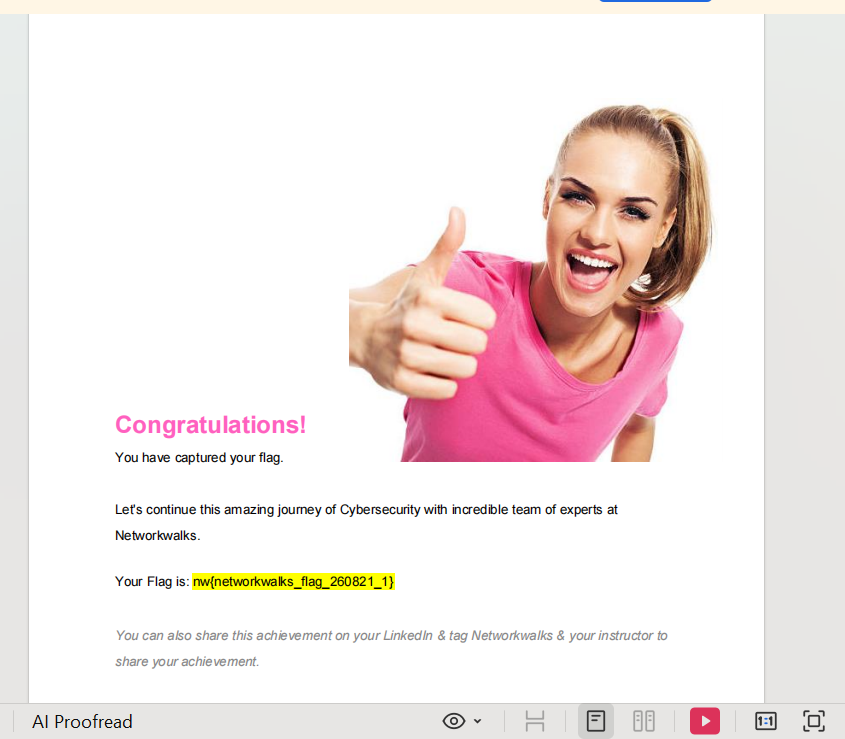 Congratulations!
You have captured your flag.
Let's continue this amazing journey of Cybersecurity with incredible team of experts at
Networkwalks.
Your Flag is: nw{networkwalks_flag_260821_1}
You can also share this achievement on your LinkedIn & tag Networkwalks & your instructor to
share your achievement.
AI Proofread
1:1